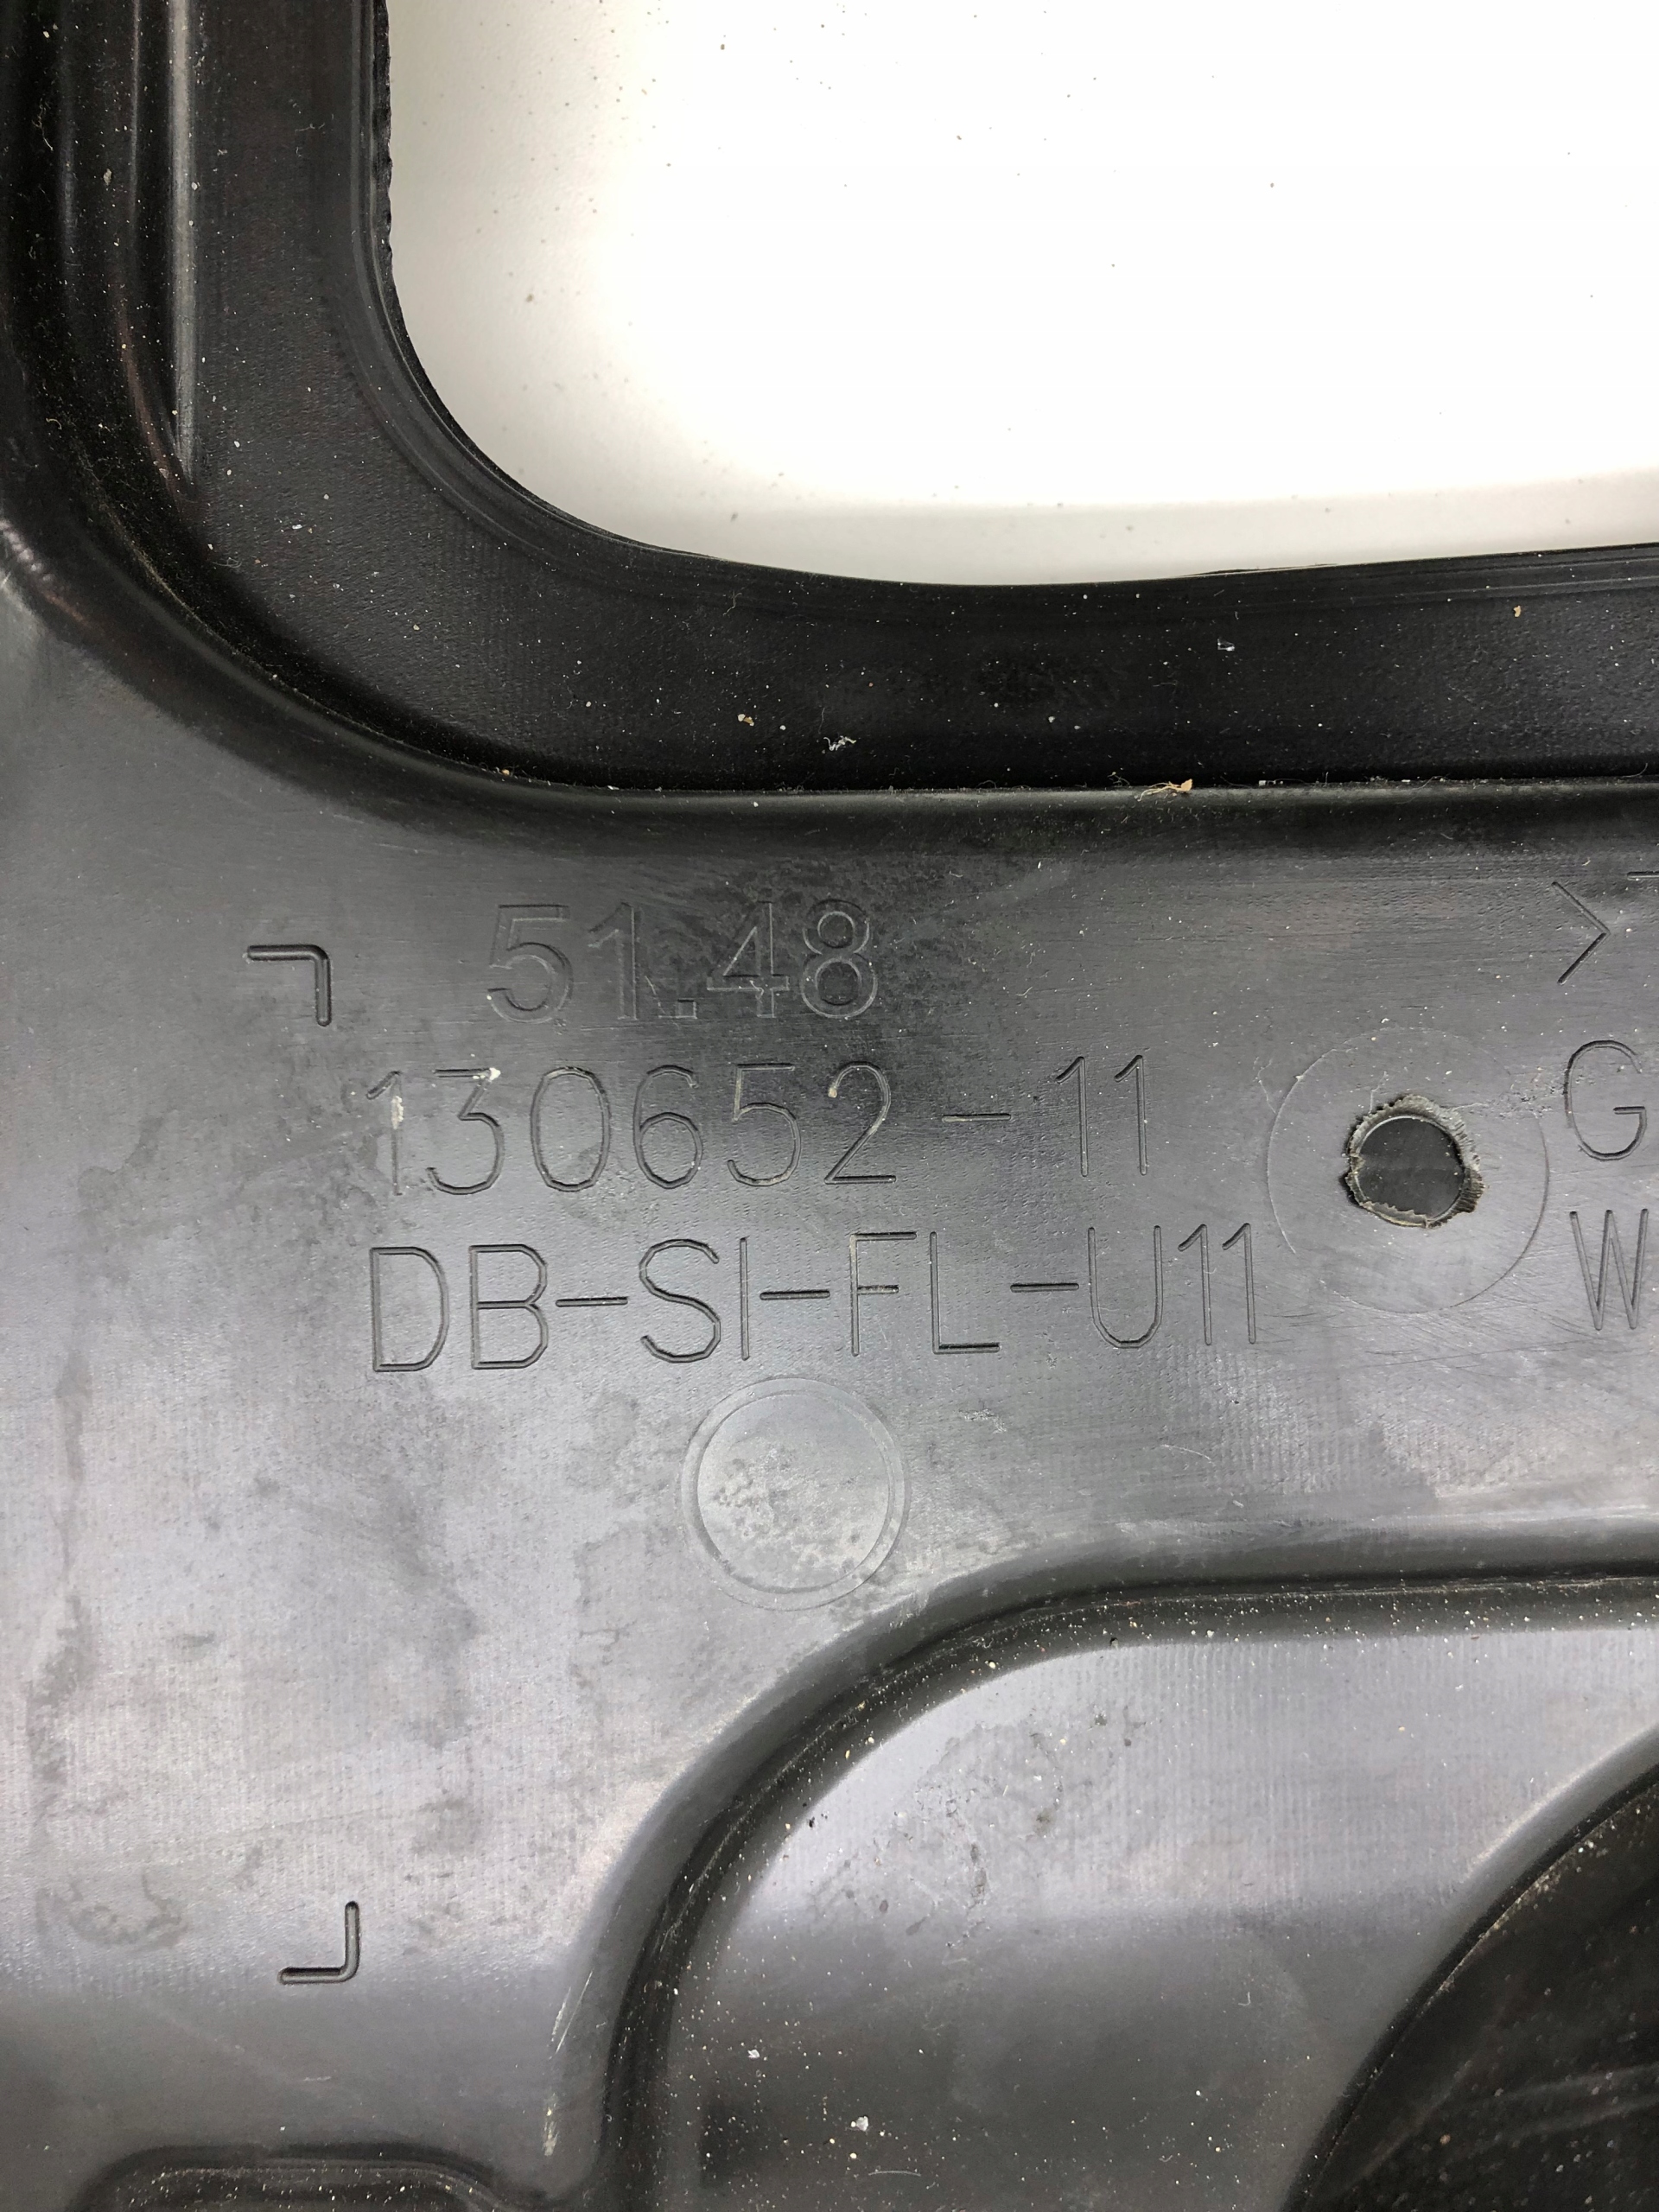 51.48
130652-11
DB-SI-FL-U11
>
G
W